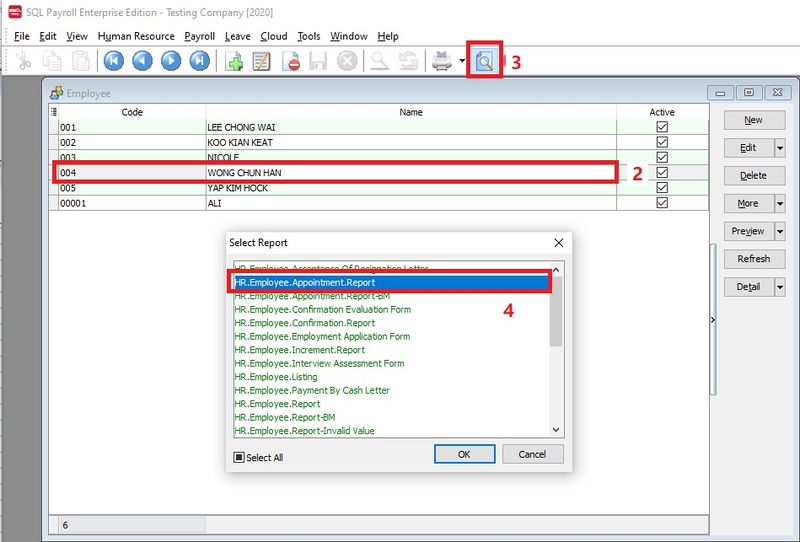 SQL Payroll Enterprise Edition - Testing Company [2020]
File Edit View Human Resource Payroll Leave Cloud Tools Window Help
3
Employee
Code Name Active
001 LEE CHONG WAI
002 KOO KIAN KEAT
003 NICOLE
004 WONG CHUN HAN
2
005 YAP KIM HOCK
00001 ALI
New
Edit
Delete
More
Preview
Refresh
Detail
Select Report
HR.Employee.Acceptance Of Resignation Letter
HR.Employee.Appointment.Report
HR.Employee.Appointment.Report-BM
4
HR.Employee.Confirmation Evaluation Form
HR.Employee.Confirmation.Report
HR.Employee.Employment Application Form
HR.Employee.Increment.Report
HR.Employee.Interview Assessment Form
HR.Employee.Listing
HR.Employee.Payment By Cash Letter
HR.Employee.Report
HR.Employee.Report-BM
HR.Employee.Report-Invalid Value
Select All
OK Cancel
6